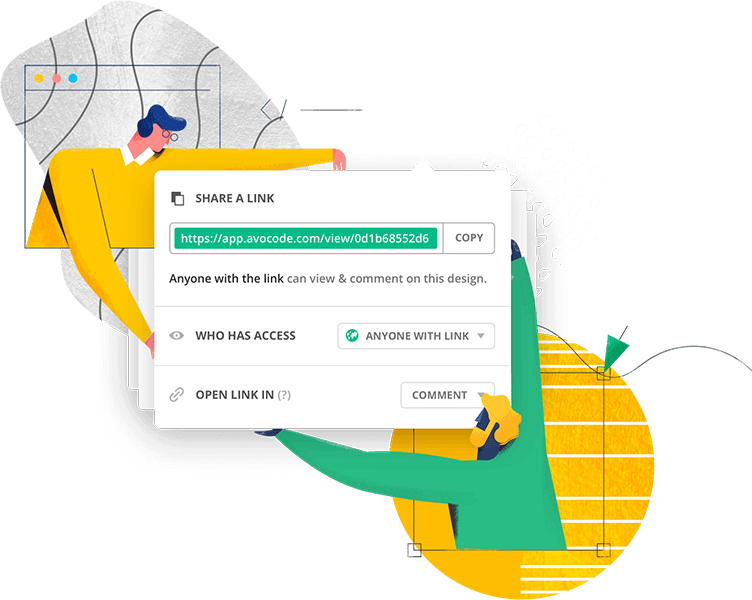 SHARE A LINK
https://app.avocode.com/view/0d1b68552d6 COPY
Anyone with the link can view & comment on this design.
WHO HAS ACCESS ANYONE WITH LINK
OPEN LINK IN (?) COMMENT